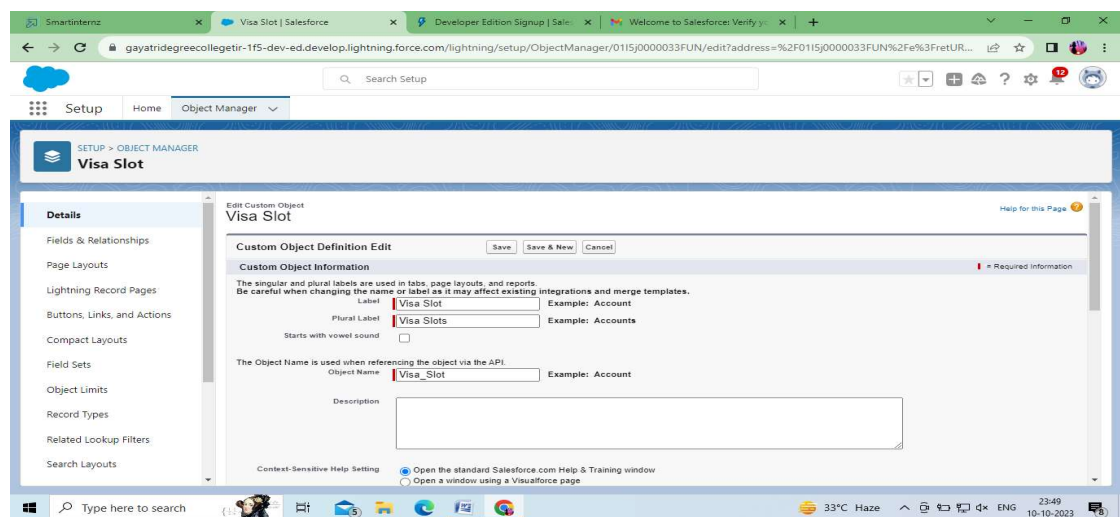 Smartinternz
Visa Slot | Salesforce
Developer Edition Signup | Sales
Welcome to Salesforce: Verify yo
gayatridegreecollegetir-1f5-dev-ed.develop.lightning.force.com/lightning/setup/ObjectManager/01I5j0000033FUN/edit?address=%2F01I5j0000033FUN%2Fe%3FretUR...
Search Setup
12
Setup Home Object Manager
SETUP > OBJECT MANAGER
Visa Slot
Details
Fields & Relationships
Page Layouts
Lightning Record Pages
Buttons, Links, and Actions
Compact Layouts
Field Sets
Object Limits
Record Types
Related Lookup Filters
Search Layouts
Edit Custom Object
Visa Slot
Help for this Page
Custom Object Definition Edit Save Save & New Cancel
Custom Object Information = Required Information
The singular and plural labels are used in tabs, page layouts, and reports.
Be careful when changing the name or label as it may affect existing integrations and merge templates.
Label Visa Slot Example: Account
Plural Label Visa Slots Example: Accounts
Starts with vowel sound
The Object Name is used when referencing the object via the API.
Object Name Visa_Slot Example: Account
Description
Context-Sensitive Help Setting Open the standard Salesforce.com Help & Training window
Open a window using a Visualforce page
Type here to search
5
33°C Haze
ENG
23:49
10-10-2023
8